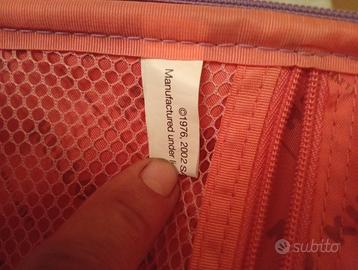 ©1976, 2002 S
Manufactured under
subito